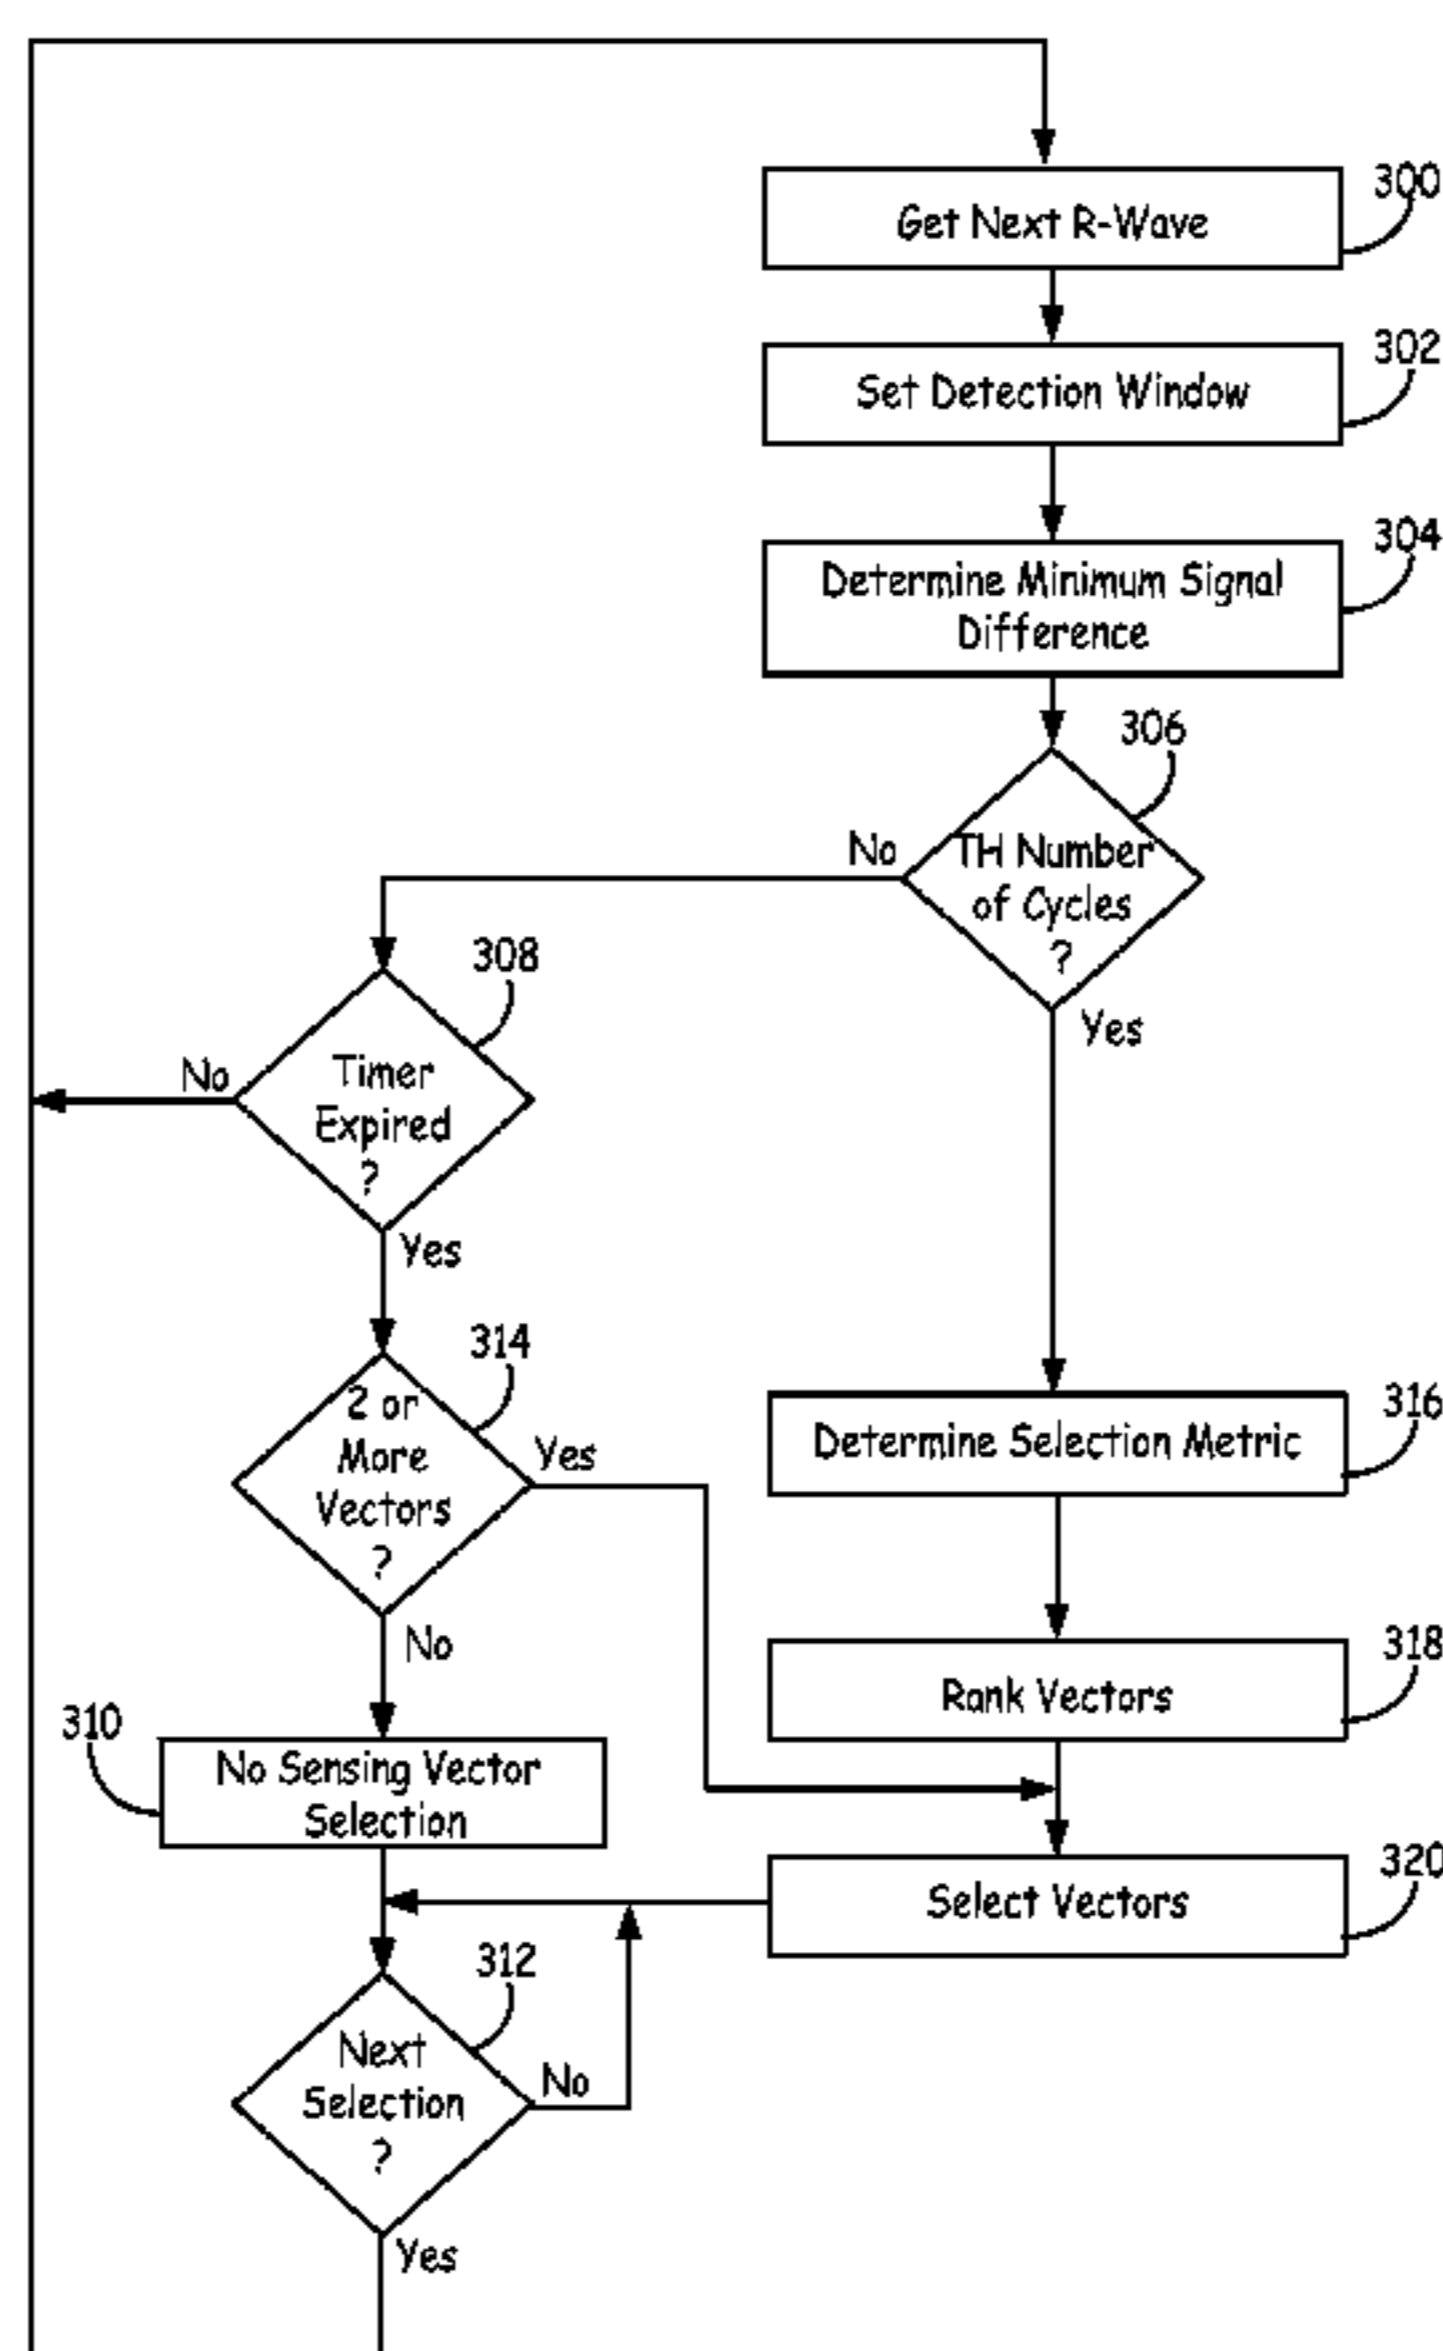 300
Get Next R-Wave
302
Set Detection Window
304
Determine Minimum Signal
Difference
306
No
TH Number
of Cycles
?
Yes
308
No
Timer
Expired
?
Yes
314
2 or
More
Vectors
?
Yes
No
316
Determine Selection Metric
318
Rank Vectors
310
No Sensing Vector
Selection
320
Select Vectors
312
Next
Selection
?
No
Yes